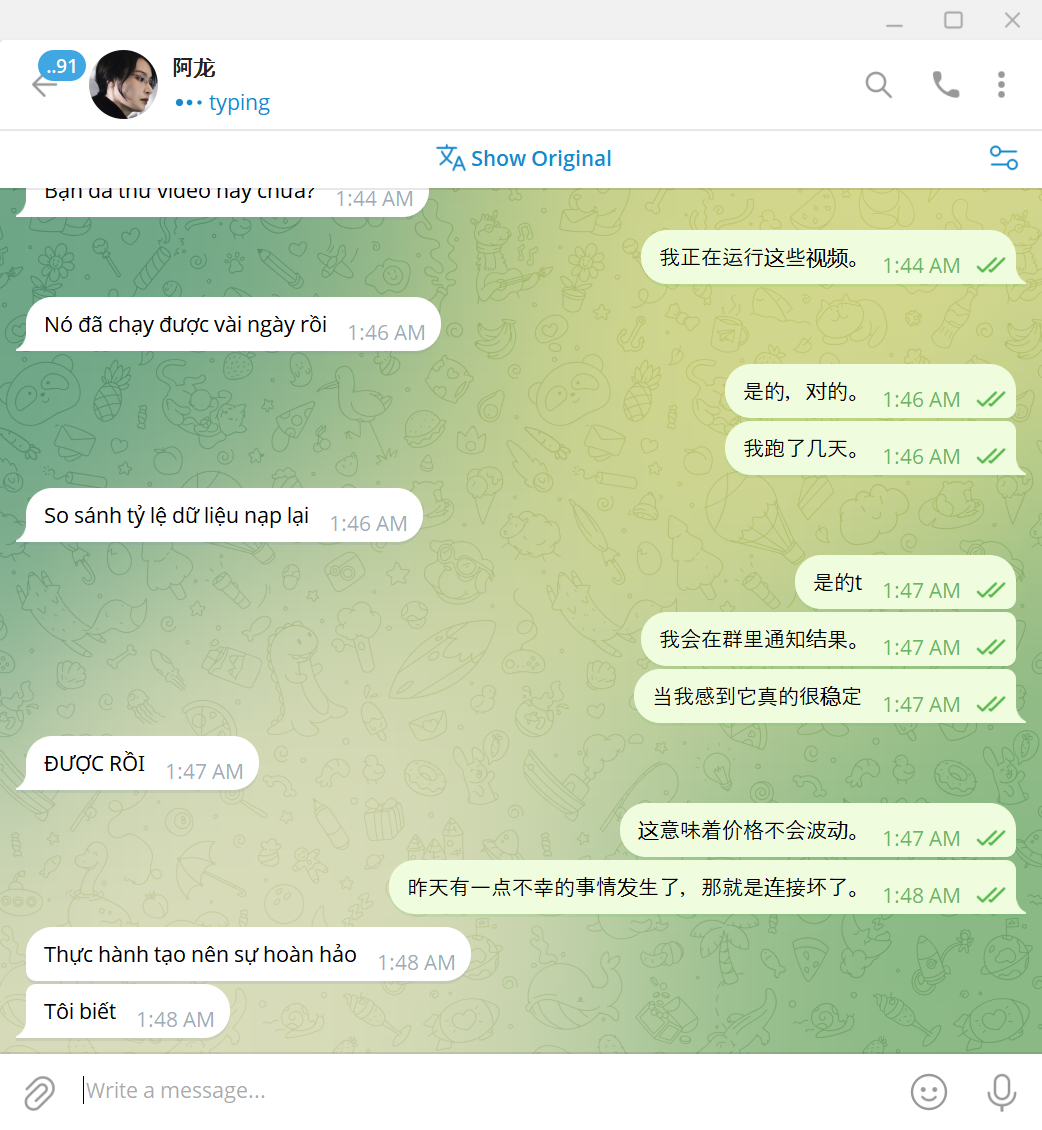 ..91
阿龙
typing
Show Original
Bạn đã thử video này chưa? 1:44 AM
我正在运行这些视频。 1:44 AM
Nó đã chạy được vài ngày rồi 1:46 AM
是的，对的。 1:46 AM
我跑了几天。 1:46 AM
So sánh tỷ lệ dữ liệu nạp lại 1:46 AM
是的t 1:47 AM
我会在群里通知结果。 1:47 AM
当我感到它真的很稳定 1:47 AM
ĐƯỢC RỒI 1:47 AM
这意味着价格不会波动。 1:47 AM
昨天有一点不幸的事情发生了，那就是连接坏了。 1:48 AM
Thực hành tạo nên sự hoàn hảo 1:48 AM
Tôi biết 1:48 AM
Write a message...